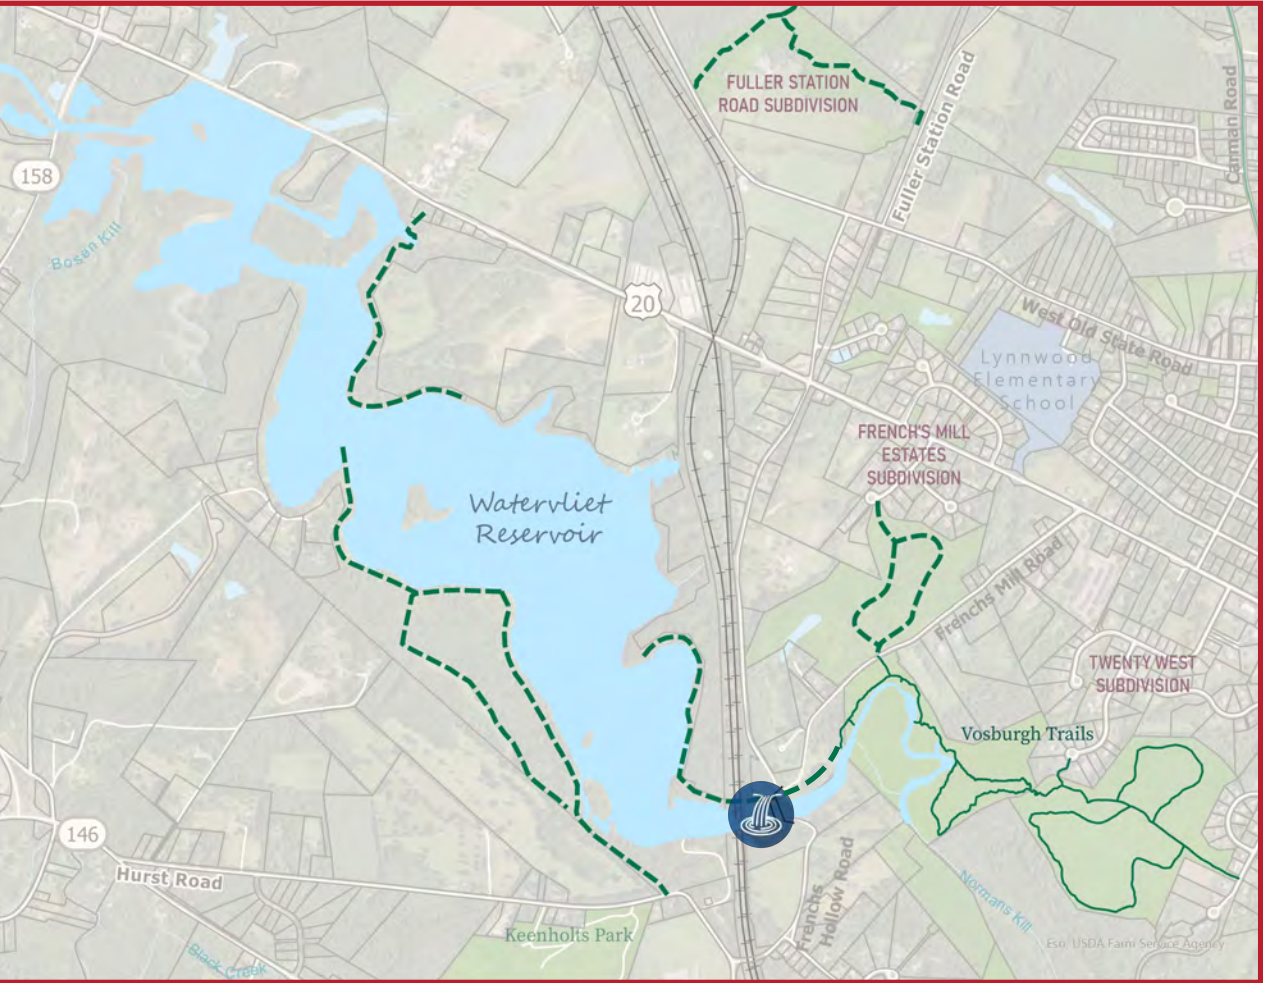 FULLER STATION
ROAD SUBDIVISION
Fuller Station Road
Carman Road
158
Bosen Kill
20
West Old State Road
Lynnwood
Elementary
School
FRENCH'S MILL
ESTATES
SUBDIVISION
Watervliet
Reservoir
Frenchs Mill Road
TWENTY WEST
SUBDIVISION
Vosburgh Trails
146
Hurst Road
Frenchs
Hollow Road
Normans Kill
Keenholts Park
Black Creek
Esri, USDA Farm Service Agency